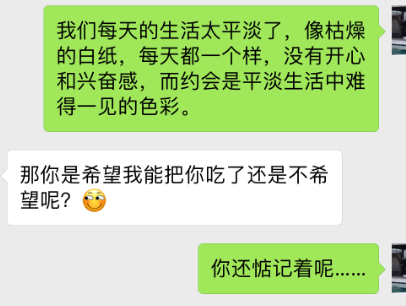 我们每天的生活太平淡了，像枯燥
的白纸，每天都一个样，没有开心
和兴奋感，而约会是平淡生活中难
得一见的色彩。
那你是希望我能把你吃了还是不希
望呢？
你还惦记着呢……